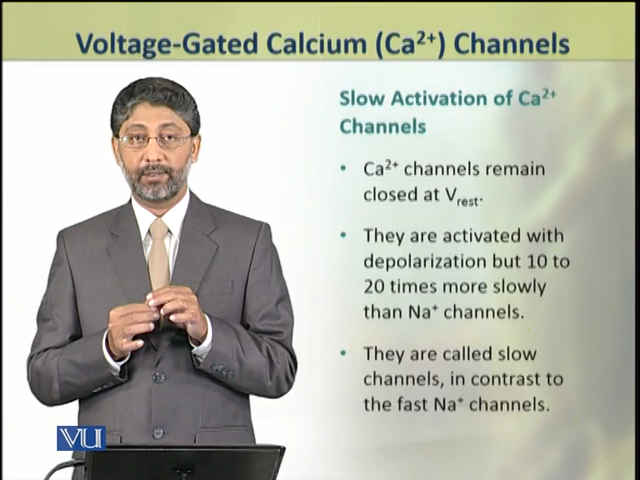 Voltage-Gated Calcium (Ca²⁺) Channels
Slow Activation of Ca²⁺
Channels
• Ca²⁺ channels remain
closed at Vrest.
• They are activated with
depolarization but 10 to
20 times more slowly
than Na⁺ channels.
• They are called slow
channels, in contrast to
the fast Na⁺ channels.
VU